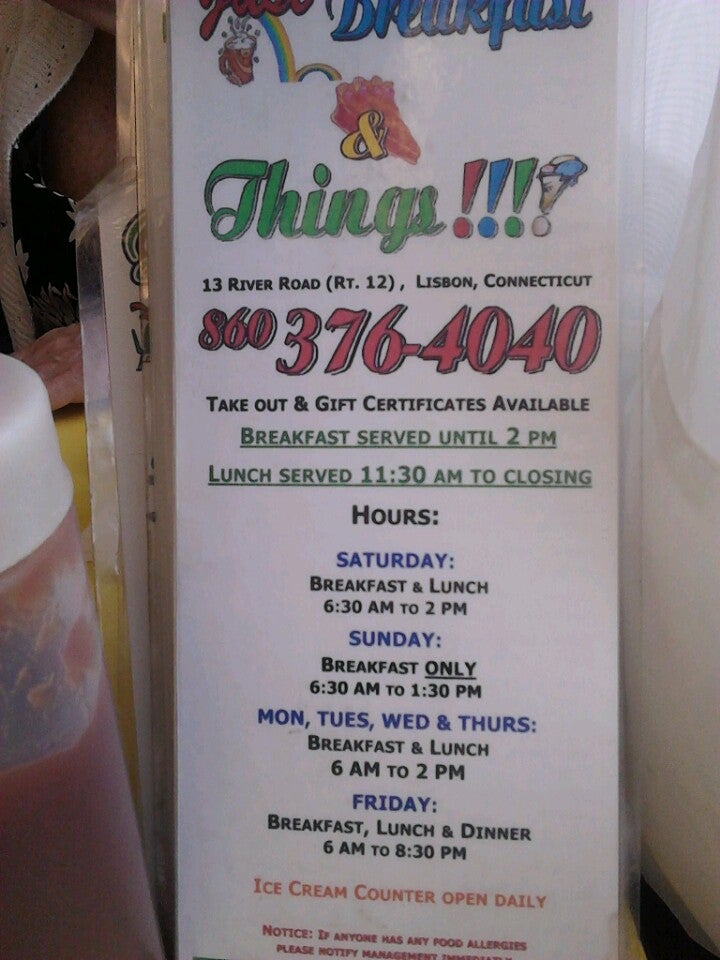 Just Breakfast
&
Things!!!!
13 River Road (Rt. 12), Lisbon, Connecticut
860 376-4040
Take out & Gift Certificates Available
Breakfast served until 2 pm
Lunch served 11:30 am to closing
Hours:
SATURDAY:
Breakfast & Lunch
6:30 AM to 2 PM
SUNDAY:
Breakfast ONLY
6:30 AM to 1:30 PM
MON, TUES, WED & THURS:
Breakfast & Lunch
6 AM to 2 PM
FRIDAY:
Breakfast, Lunch & Dinner
6 AM to 8:30 PM
Ice Cream Counter open daily
Notice: If anyone has any food allergies
please notify management immediately